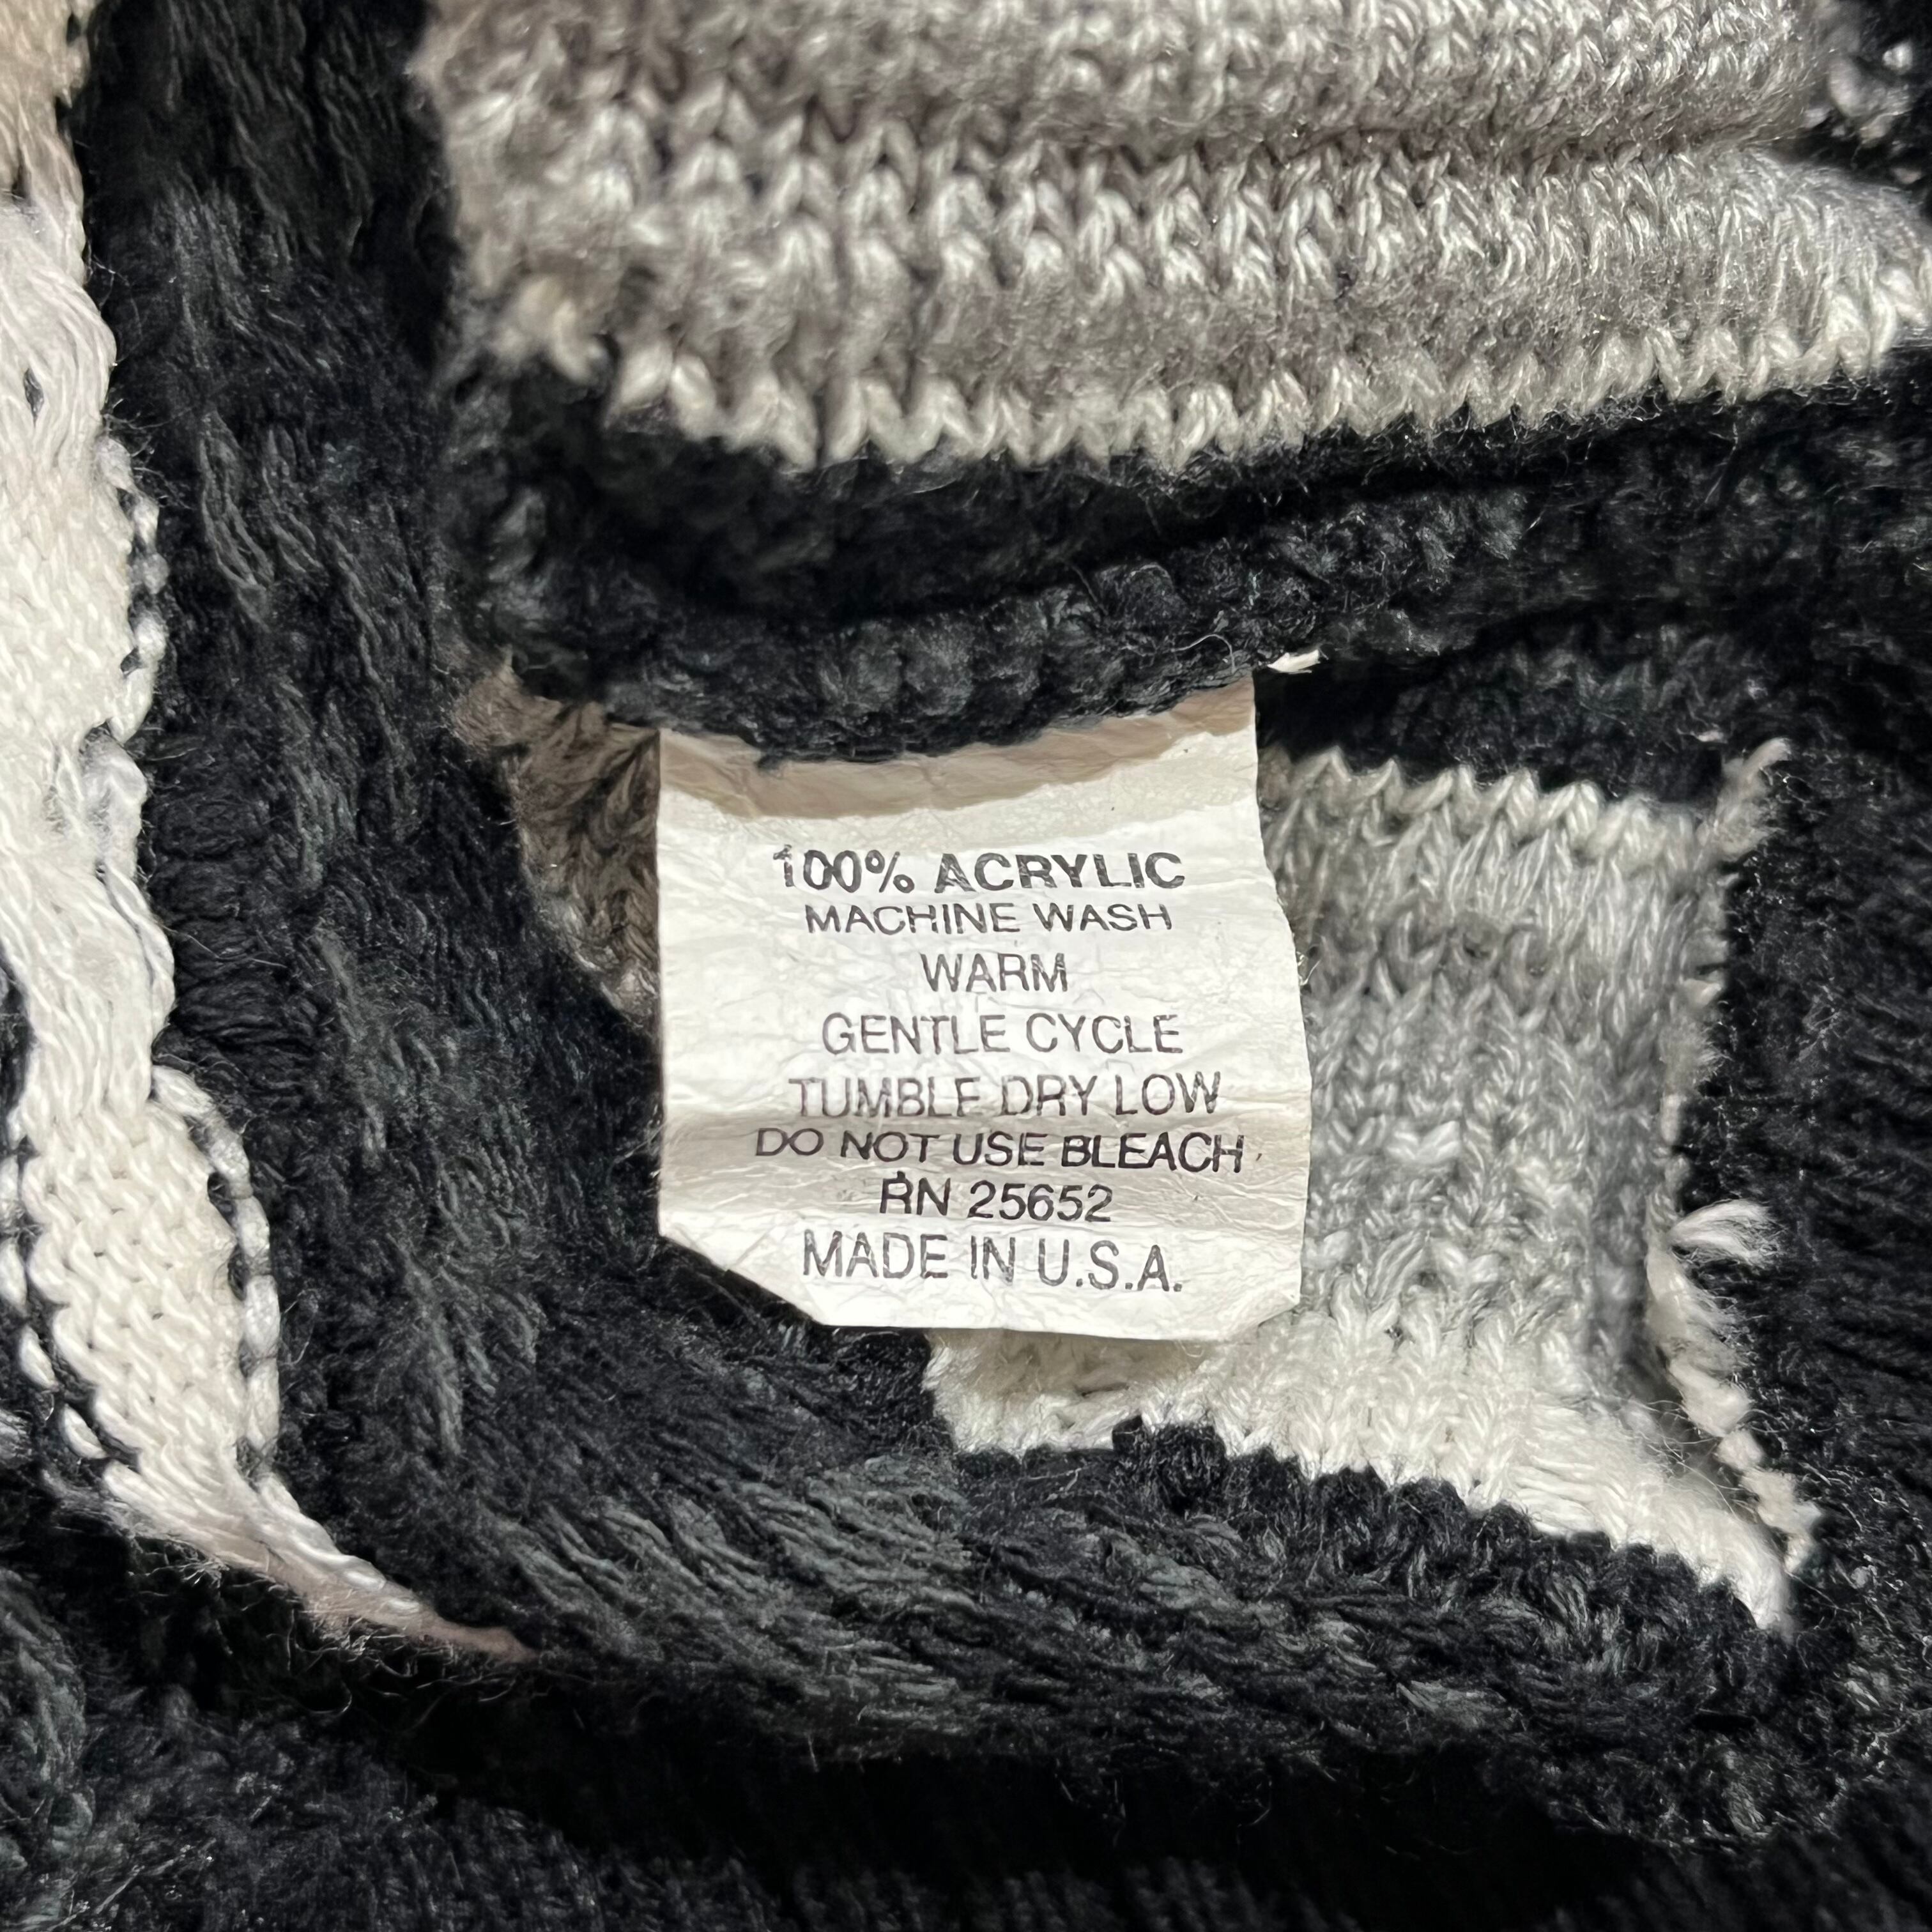 100% ACRYLIC
MACHINE WASH
WARM
GENTLE CYCLE
TUMBLE DRY LOW
DO NOT USE BLEACH
RN 25652
MADE IN U.S.A.